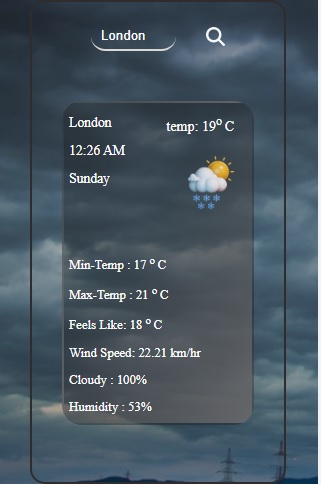 London
London
temp: 19° C
12:26 AM
Sunday
Min-Temp : 17 ° C
Max-Temp : 21 ° C
Feels Like: 18 ° C
Wind Speed: 22.21 km/hr
Cloudy : 100%
Humidity : 53%